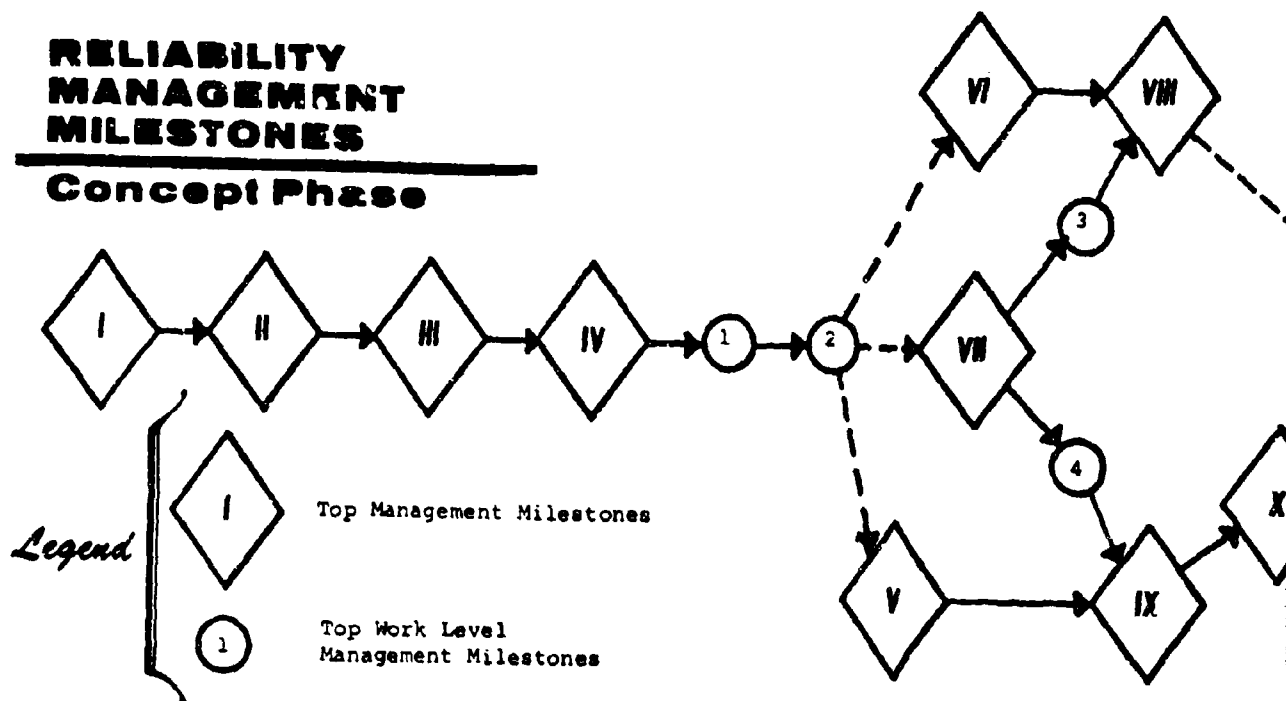 RELIABILITY
MANAGEMENT
MILESTONES
Concept Phase
VI
VIII
3
I
II
III
IV
1
2
VII
4
X
V
IX
Legend
I
Top Management Milestones
1
Top Work Level
Management Milestones